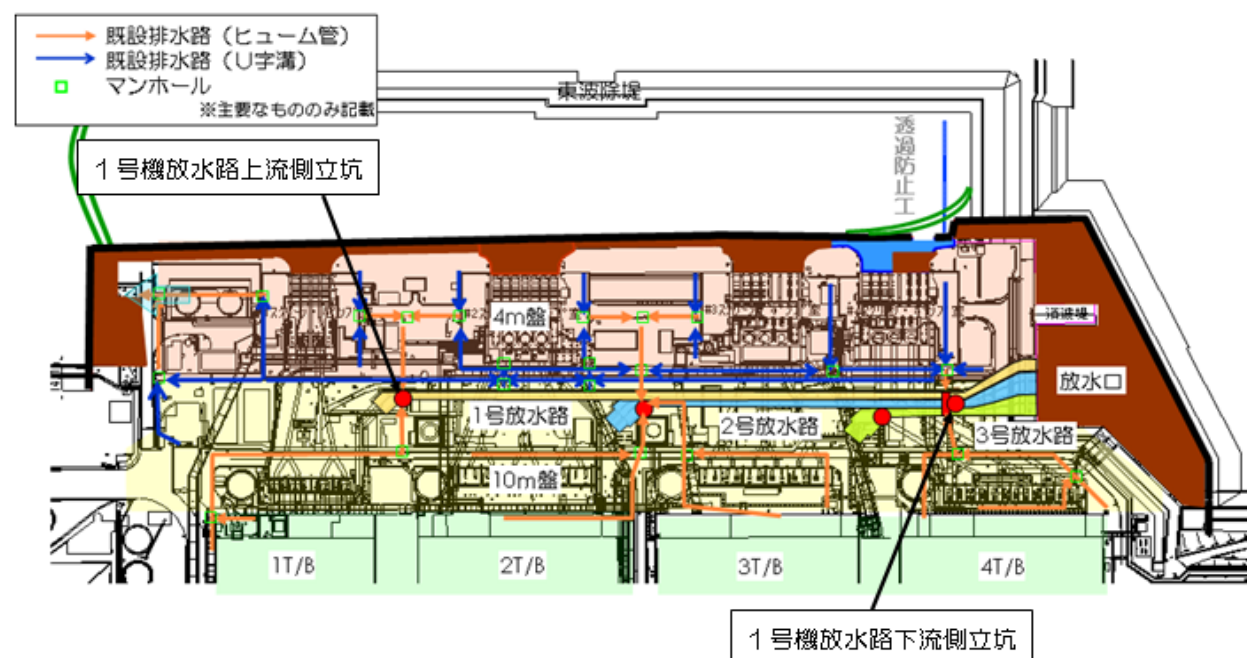 既設排水路（ヒューム管）
既設排水路（U字溝）
マンホール
※主要なもののみ記載
東波除堤
透過防止工
1号機放水路上流側立坑
4m盤
消波堤
放水口
1号放水路
2号放水路
3号放水路
10m盤
1T/B
2T/B
3T/B
4T/B
1号機放水路下流側立坑